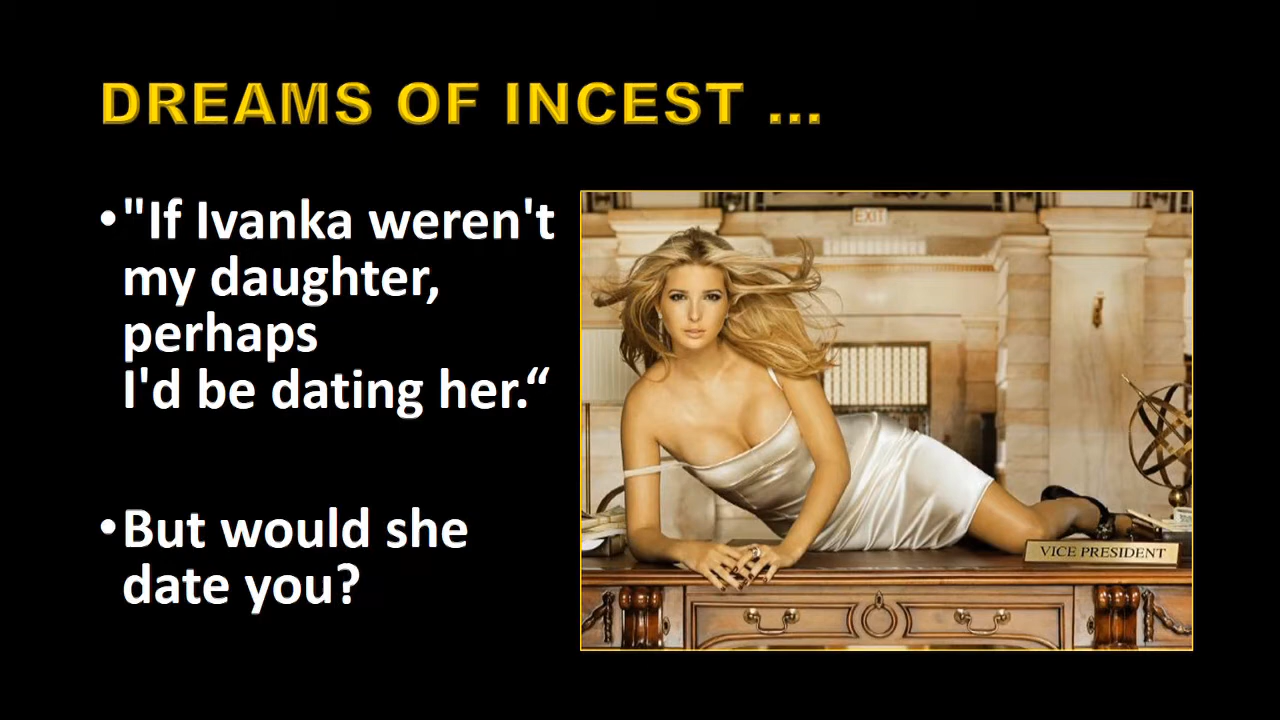 DREAMS OF INCEST ...
•"If Ivanka weren't
my daughter,
perhaps
I'd be dating her.“
•But would she
date you?
EXIT
VICE PRESIDENT